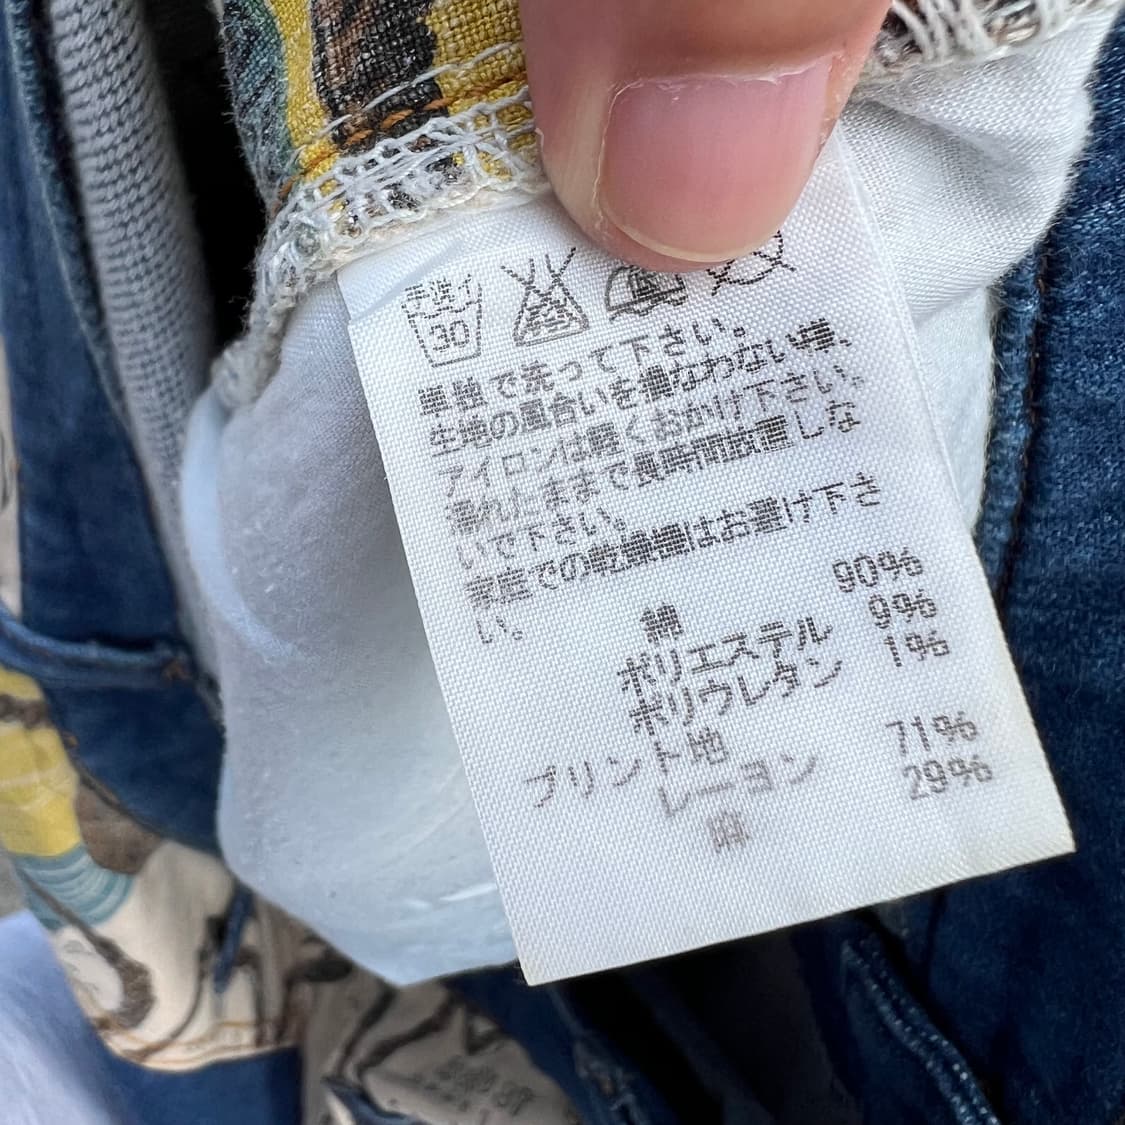 手洗イ
30
単独で洗って下さい。
生地の風合いを損なわない様、
アイロンは軽くおかけ下さい。
濡れたままで長時間放置しな
いで下さい。
家庭での乾燥機はお避け下さ
い。
綿 90%
ポリエステル 9%
ポリウレタン 1%
プリント地
レーヨン 71%
麻 29%